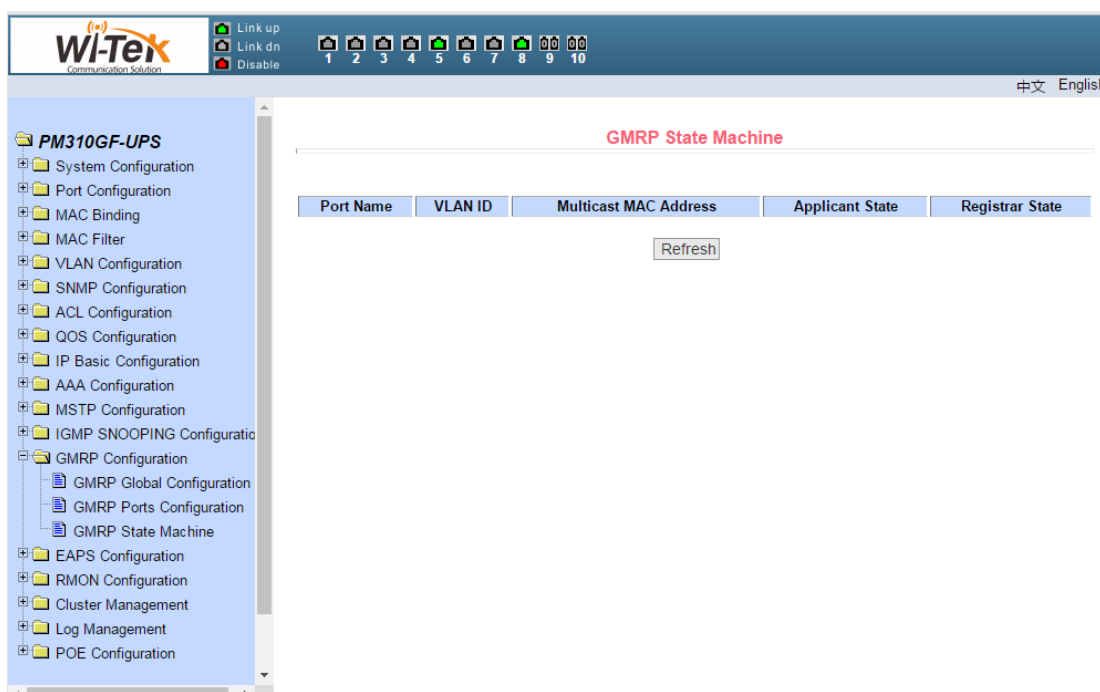 ((o))
Wi-Tek
Communication Solution
Link up
Link dn
Disable
1 2 3 4 5 6 7 8 9 10
中文 Englis
PM310GF-UPS
System Configuration
Port Configuration
MAC Binding
MAC Filter
VLAN Configuration
SNMP Configuration
ACL Configuration
QOS Configuration
IP Basic Configuration
AAA Configuration
MSTP Configuration
IGMP SNOOPING Configuratio
GMRP Configuration
GMRP Global Configuration
GMRP Ports Configuration
GMRP State Machine
EAPS Configuration
RMON Configuration
Cluster Management
Log Management
POE Configuration
GMRP State Machine
Port Name VLAN ID Multicast MAC Address Applicant State Registrar State
Refresh